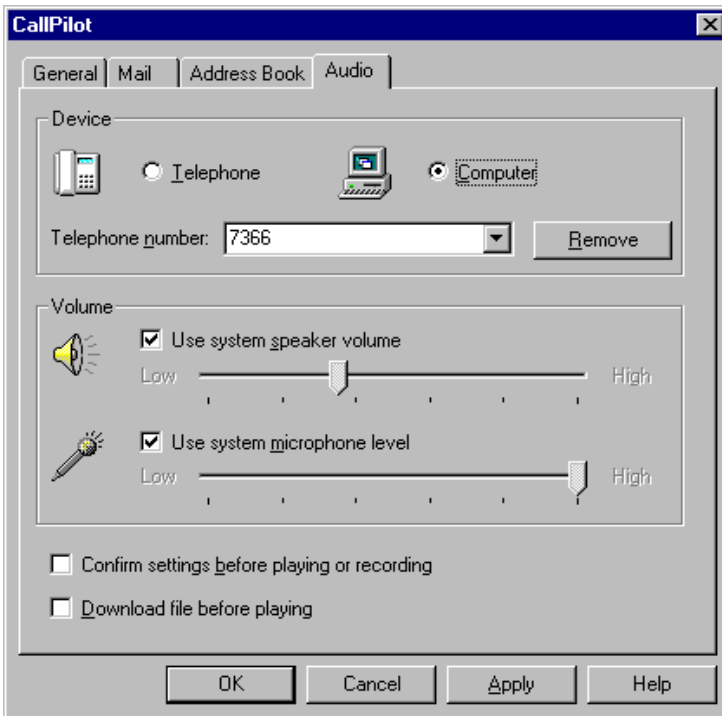 CallPilot
General Mail Address Book Audio
Device
Telephone Computer
Telephone number: 7366 Remove
Volume
Use system speaker volume
Low High
Use system microphone level
Low High
Confirm settings before playing or recording
Download file before playing
OK Cancel Apply Help